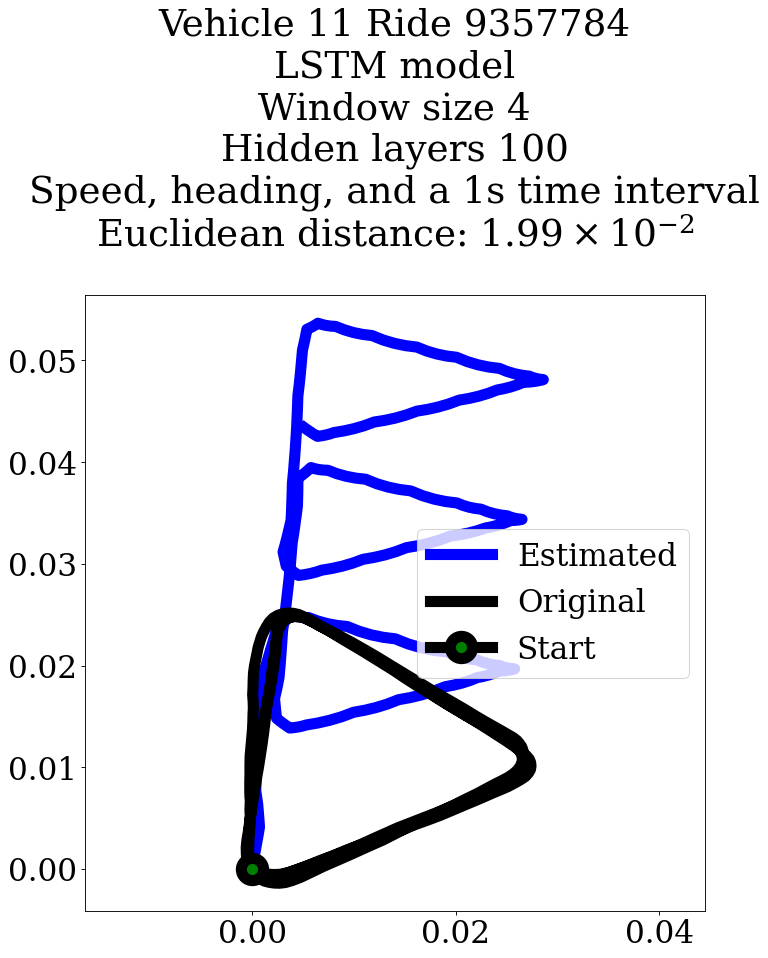 Vehicle 11 Ride 9357784
LSTM model
Window size 4
Hidden layers 100
Speed, heading, and a 1s time interval
Euclidean distance: 1.99 × 10⁻²
0.05
0.04
0.03
0.02
0.01
0.00
Estimated
Original
Start
0.00 0.02 0.04